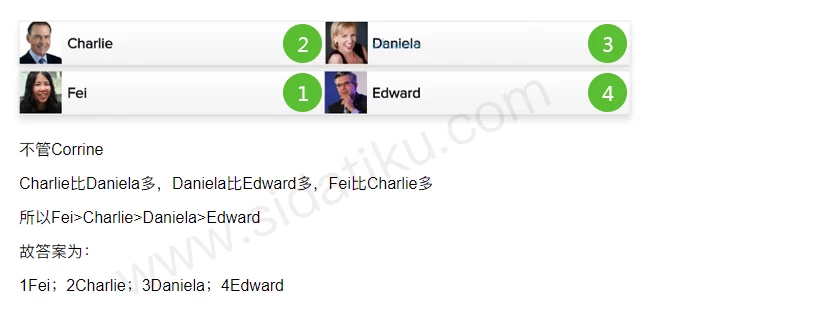 Charlie 2 Daniela 3
Fei 1 Edward 4
不管Corrine
Charlie比Daniela多，Daniela比Edward多，Fei比Charlie多
所以Fei>Charlie>Daniela>Edward
故答案为：
1Fei；2Charlie；3Daniela；4Edward
www.sidatiku.com